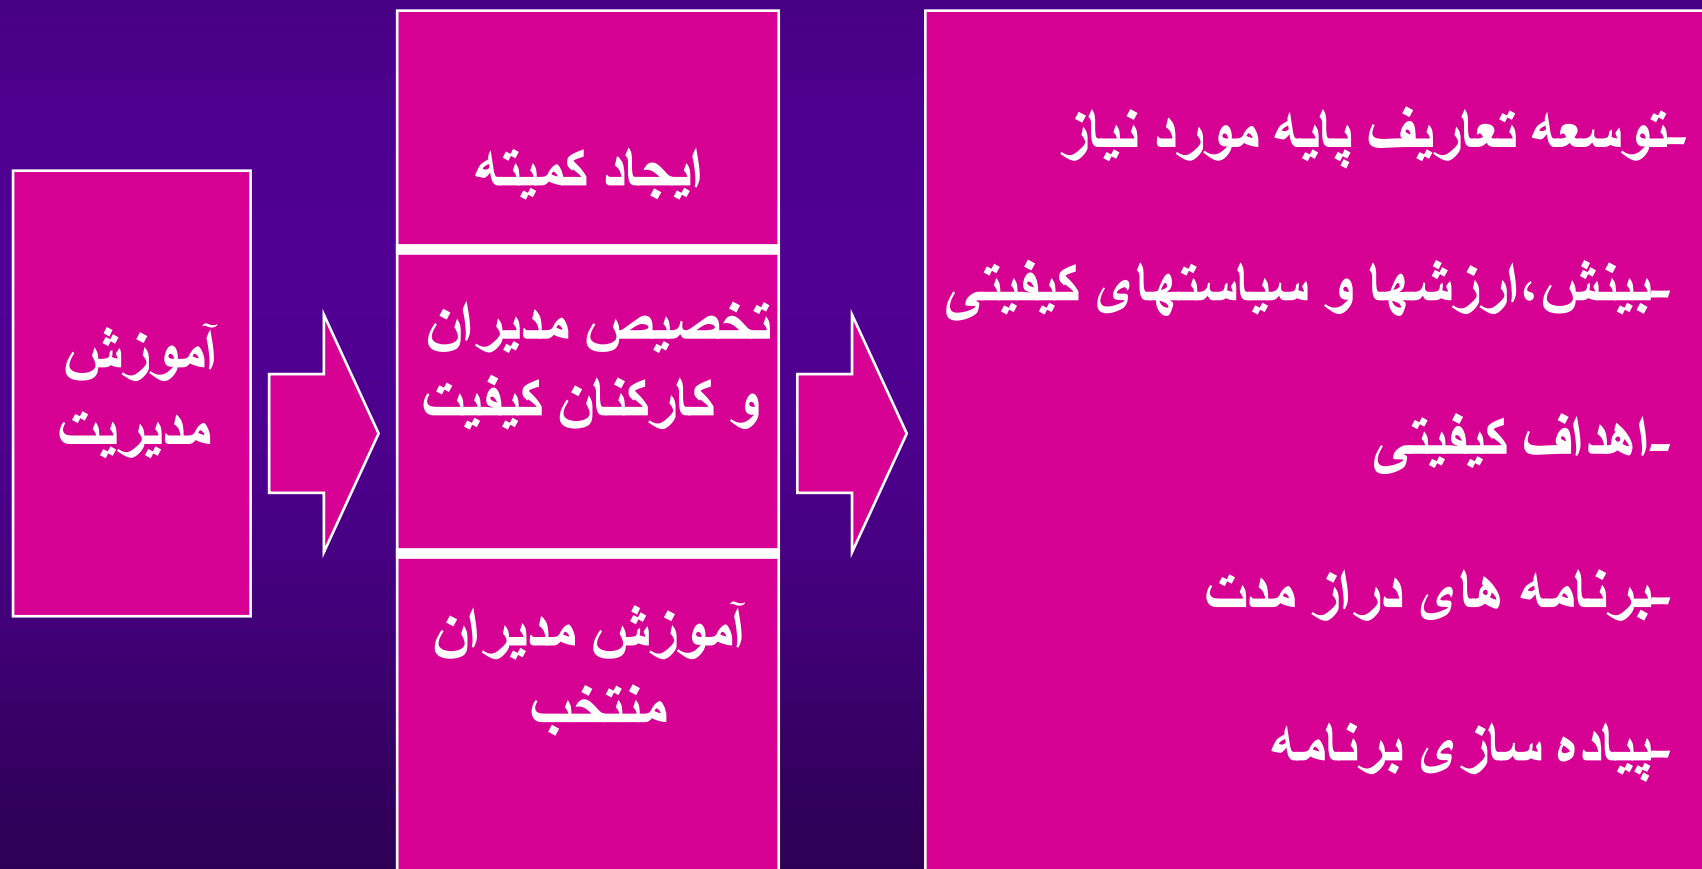 آموزش
مدیریت
ایجاد کمیته
تخصیص مدیران
و کارکنان کیفیت
آموزش مدیران
منتخب
-توسعه تعاریف پایه مورد نیاز
-بینش،ارزشها و سیاستهای کیفیتی
-اهداف کیفیتی
-برنامه های دراز مدت
-پیاده سازی برنامه